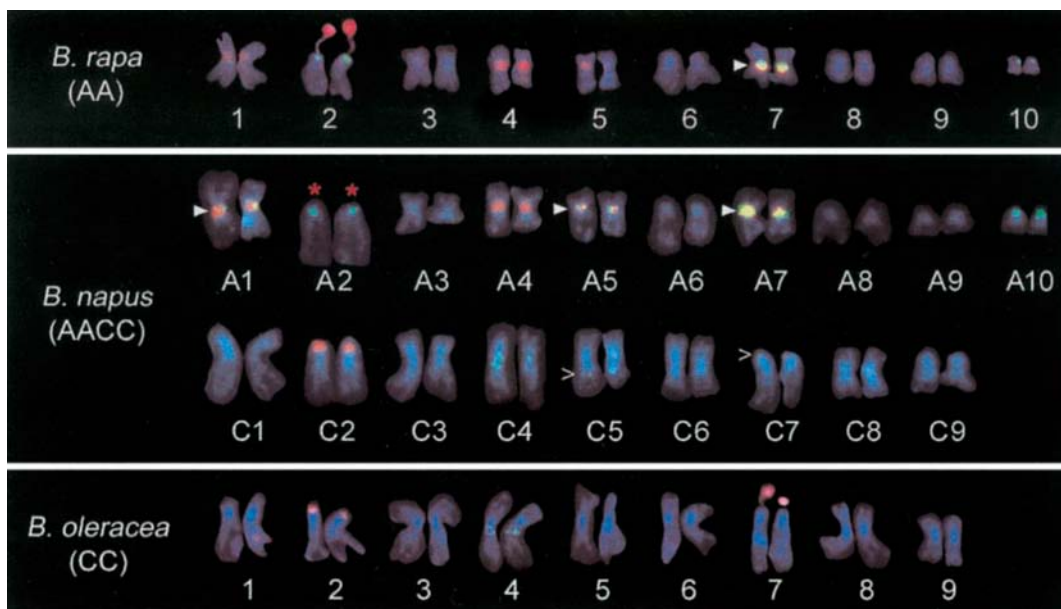 B. rapa
(AA)
1 2 3 4 5 6 7 8 9 10
* *
A1 A2 A3 A4 A5 A6 A7 A8 A9 A10
B. napus
(AACC)
> >
C1 C2 C3 C4 C5 C6 C7 C8 C9
B. oleracea
(CC)
1 2 3 4 5 6 7 8 9